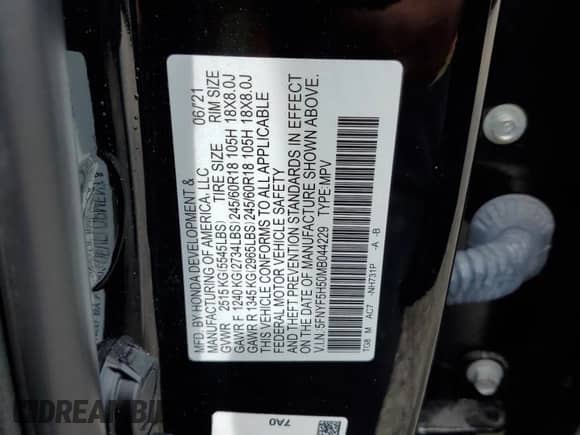 MFD. BY HONDA DEVELOPMENT & 06/21
MANUFACTURING OF AMERICA, LLC
TIRE SIZE RIM SIZE
GVWR 2515KG(5545LBS)
GAWR F 1240KG(2734LBS) 245/60R18 105H 18X8.0J
GAWR R 1345KG(2965LBS) 245/60R18 105H 18X8.0J
THIS VEHICLE CONFORMS TO ALL APPLICABLE
FEDERAL MOTOR VEHICLE SAFETY
AND THEFT PREVENTION STANDARDS IN EFFECT
ON THE DATE OF MANUFACTURE SHOWN ABOVE.
V.I.N.:5FNYF5H50MB044229 TYPE:MPV
TG8 M AC7 -NH731P -A -B
7A0